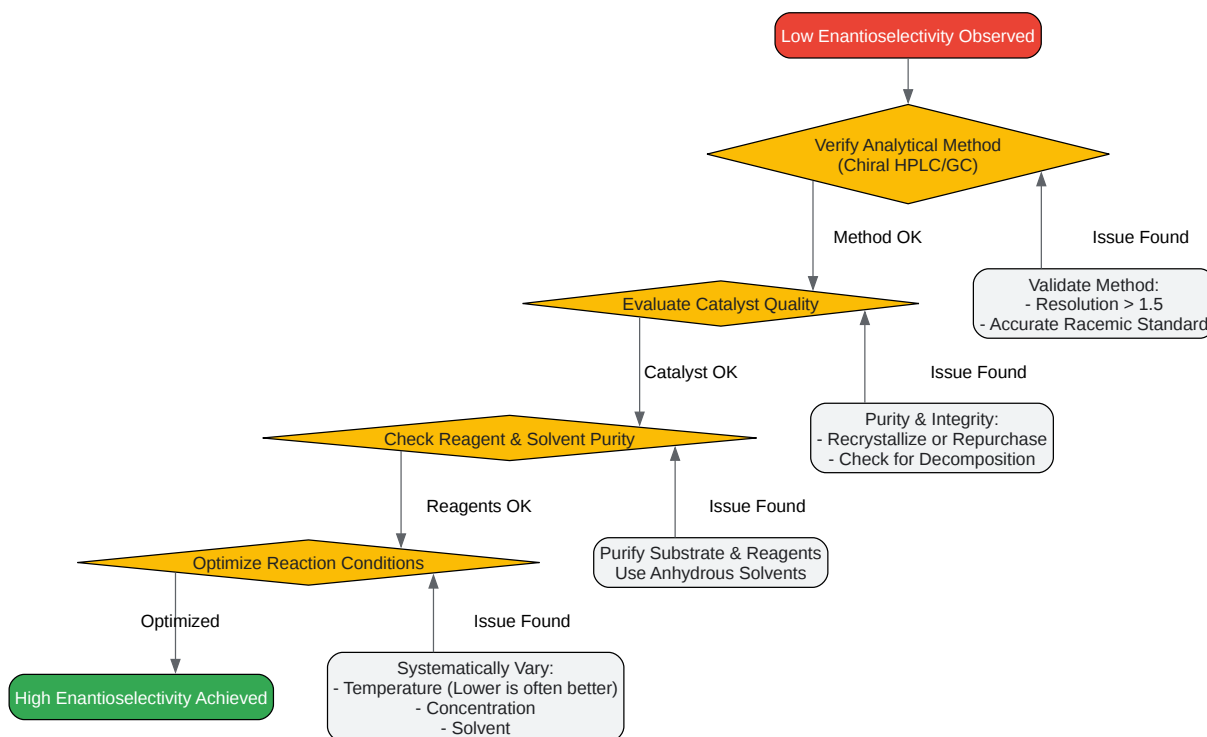 Low Enantioselectivity Observed
Verify Analytical Method
(Chiral HPLC/GC)
Method OK
Issue Found
Validate Method:
- Resolution > 1.5
- Accurate Racemic Standard
Evaluate Catalyst Quality
Catalyst OK
Issue Found
Purity & Integrity:
- Recrystallize or Repurchase
- Check for Decomposition
Check Reagent & Solvent Purity
Reagents OK
Issue Found
Purify Substrate & Reagents
Use Anhydrous Solvents
Optimize Reaction Conditions
Optimized
Issue Found
Systematically Vary:
- Temperature (Lower is often better)
- Concentration
- Solvent
High Enantioselectivity Achieved